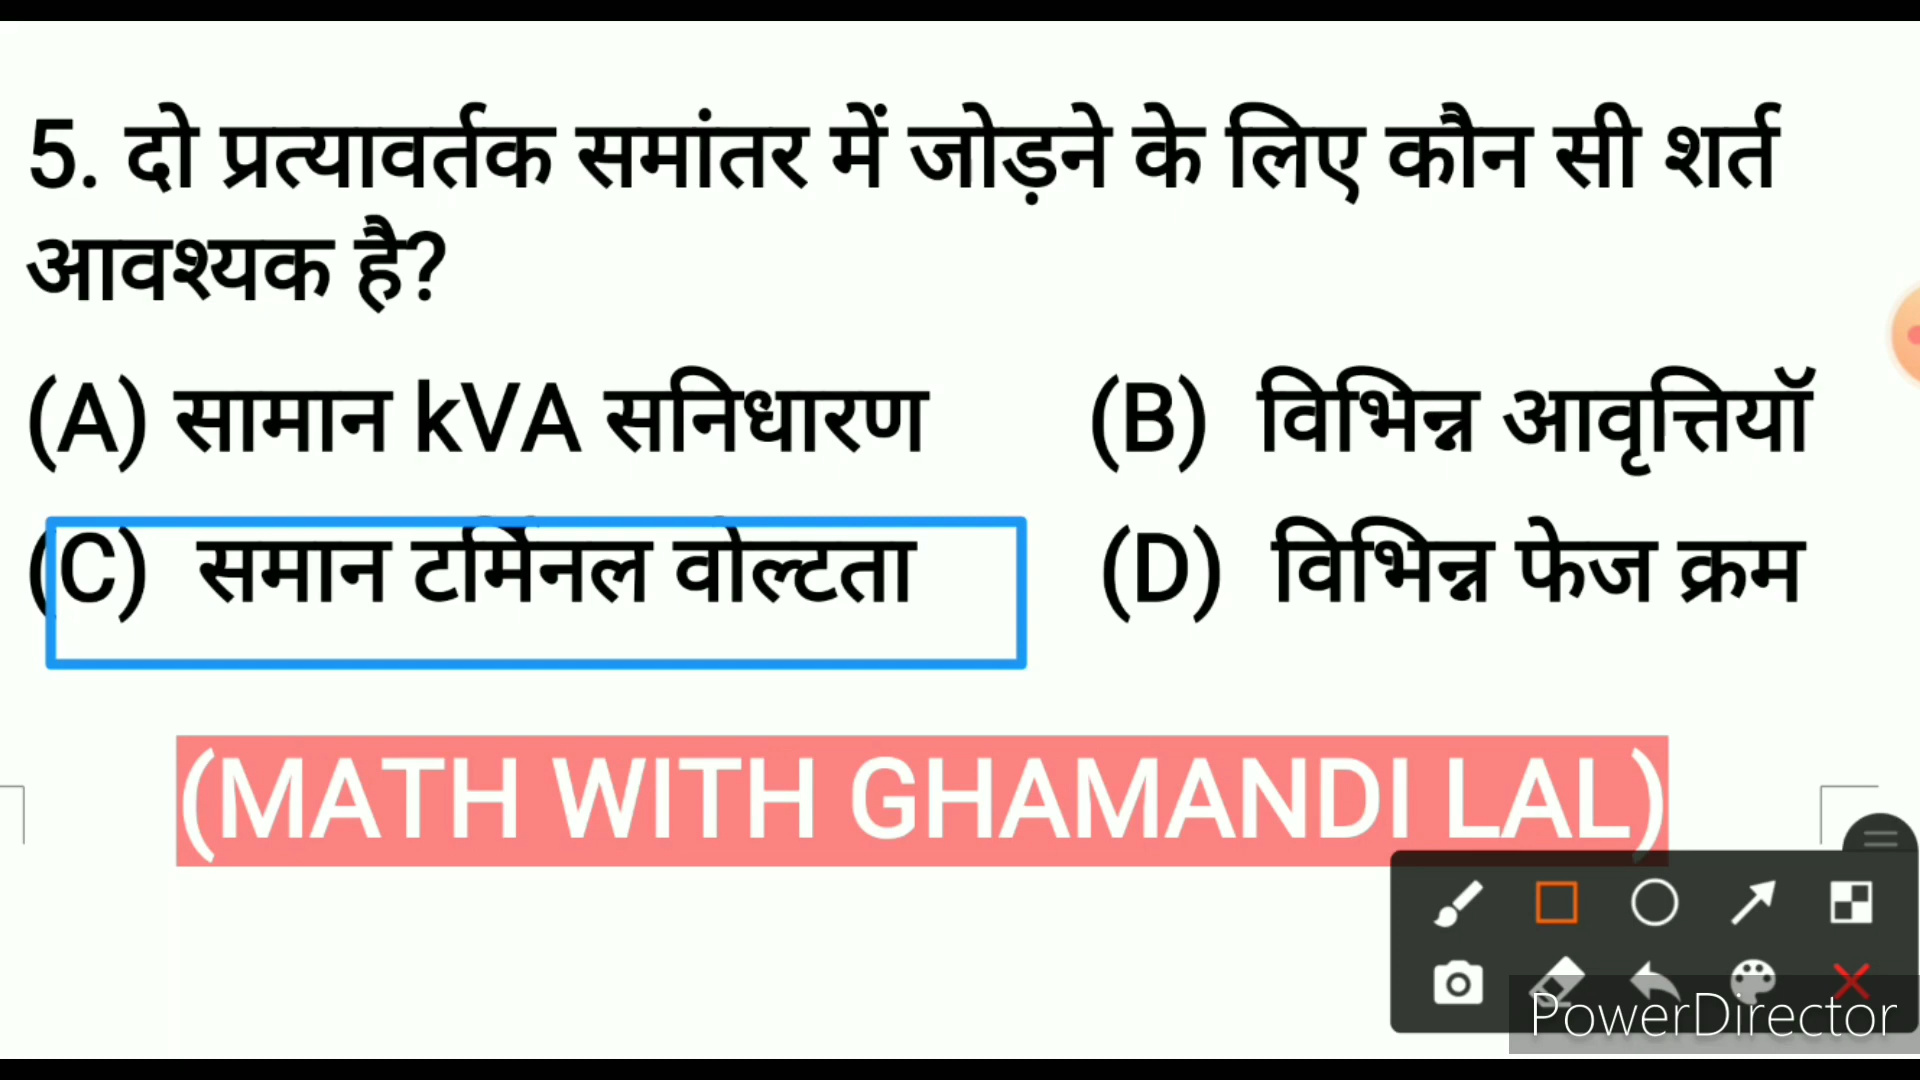 5. दो प्रत्यावर्तक समांतर में जोड़ने के लिए कौन सी शर्त
आवश्यक है?
(A) सामान kVA सनिधारण (B) विभिन्न आवृत्तियॉ
(C) समान टर्मिनल वोल्टता (D) विभिन्न फेज क्रम
(MATH WITH GHAMANDI LAL)
PowerDirector